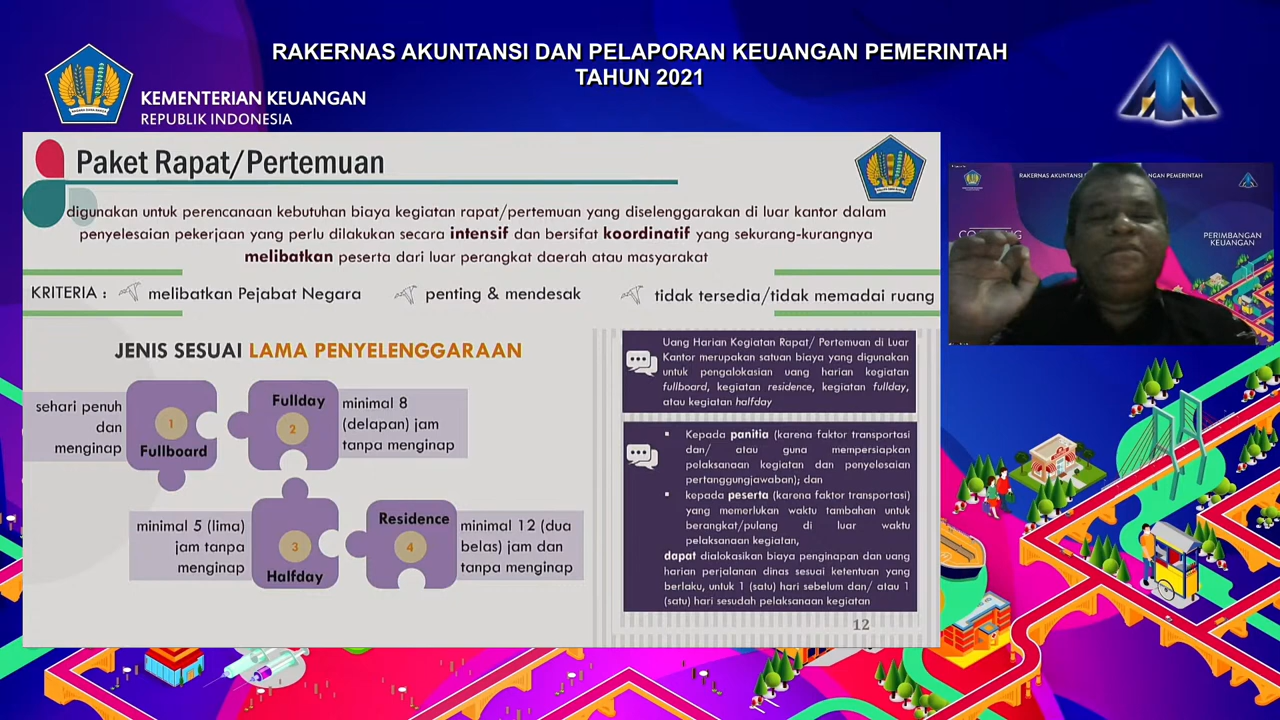 RAKERNAS AKUNTANSI DAN PELAPORAN KEUANGAN PEMERINTAH
TAHUN 2021
KEMENTERIAN KEUANGAN
REPUBLIK INDONESIA
Paket Rapat/Pertemuan
digunakan untuk perencanaan kebutuhan biaya kegiatan rapat/pertemuan yang diselenggarakan di luar kantor dalam
penyelesaian pekerjaan yang perlu dilakukan secara intensif dan bersifat koordinatif yang sekurang-kurangnya
melibatkan peserta dari luar perangkat daerah atau masyarakat
KRITERIA : melibatkan Pejabat Negara penting & mendesak tidak tersedia/tidak memadai ruang
JENIS SESUAI LAMA PENYELENGGARAAN
sehari penuh
dan
menginap
1
Fullboard
Fullday
2
minimal 8
(delapan) jam
tanpa menginap
minimal 5 (lima)
jam tanpa
menginap
3
Halfday
Residence
4
minimal 12 (dua
belas) jam dan
tanpa menginap
Uang Harian Kegiatan Rapat/ Pertemuan di Luar
Kantor merupakan satuan biaya yang digunakan
untuk pengalokasian uang harian kegiatan
fullboard, kegiatan residence, kegiatan fullday,
atau kegiatan halfday
▪ Kepada panitia (karena faktor transportasi
dan/ atau guna mempersiapkan
pelaksanaan kegiatan dan penyelesaian
pertanggungjawaban); dan
▪ kepada peserta (karena faktor transportasi)
yang memerlukan waktu tambahan untuk
berangkat/pulang di luar waktu
pelaksanaan kegiatan,
dapat dialokasikan biaya penginapan dan uang
harian perjalanan dinas sesuai ketentuan yang
berlaku, untuk 1 (satu) hari sebelum dan/ atau 1
(satu) hari sesudah pelaksanaan kegiatan
12
RAKERNAS AKUNTANSI
KEUANGAN PEMERINTAH
PERIMBANGAN
KEUANGAN